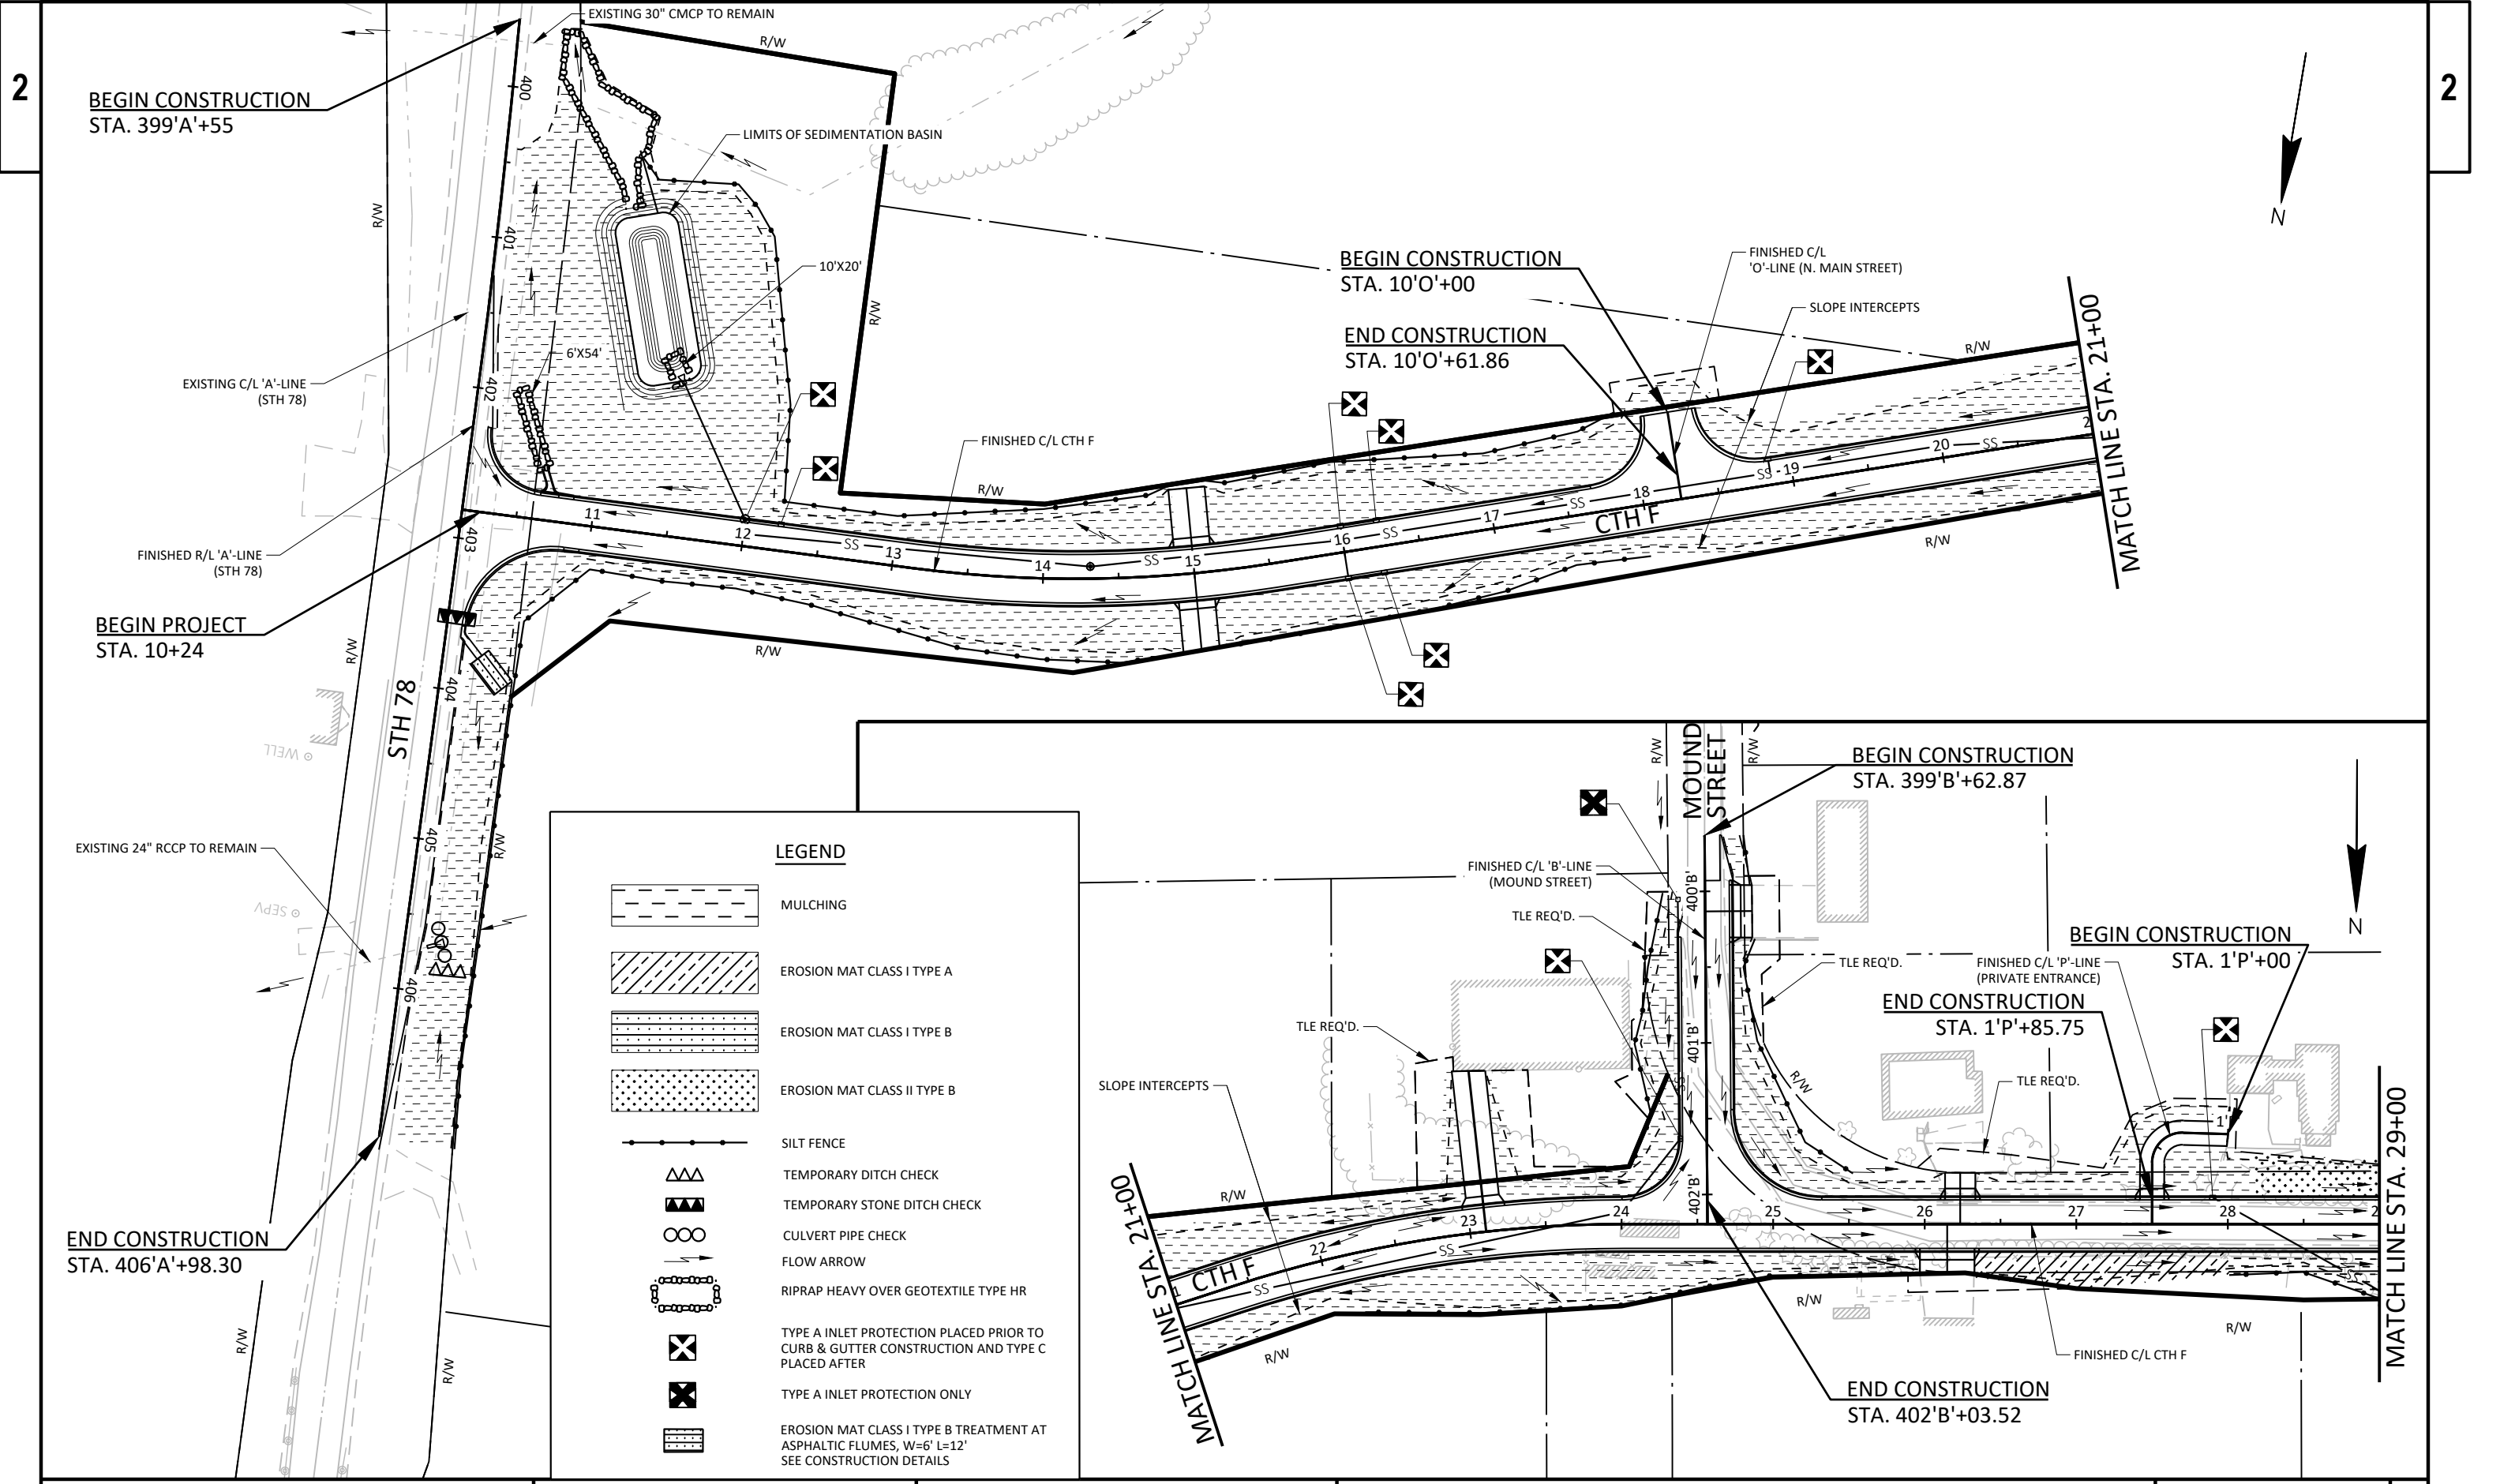 2
2
EXISTING 30" CMCP TO REMAIN
R/W
BEGIN CONSTRUCTION
STA. 399'A'+55
400
LIMITS OF SEDIMENTATION BASIN
R/W
401
10'X20'
R/W
N
BEGIN CONSTRUCTION
STA. 10'O'+00
FINISHED C/L
'O'-LINE (N. MAIN STREET)
SLOPE INTERCEPTS
END CONSTRUCTION
STA. 10'O'+61.86
R/W
MATCH LINE STA. 21+00
6'X54'
EXISTING C/L 'A'-LINE
(STH 78)
402
FINISHED C/L CTH F
R/W
11
12
13
14
15
16
17
18
19
20
2
SS
SS
SS
SS
SS
SS
CTH F
R/W
403
FINISHED R/L 'A'-LINE
(STH 78)
BEGIN PROJECT
STA. 10+24
R/W
R/W
404
STH 78
WELL
405
R/W
EXISTING 24" RCCP TO REMAIN
SEPV
406
END CONSTRUCTION
STA. 406'A'+98.30
R/W
R/W
LEGEND
MULCHING
EROSION MAT CLASS I TYPE A
EROSION MAT CLASS I TYPE B
EROSION MAT CLASS II TYPE B
SILT FENCE
TEMPORARY DITCH CHECK
TEMPORARY STONE DITCH CHECK
CULVERT PIPE CHECK
FLOW ARROW
RIPRAP HEAVY OVER GEOTEXTILE TYPE HR
TYPE A INLET PROTECTION PLACED PRIOR TO
CURB & GUTTER CONSTRUCTION AND TYPE C
PLACED AFTER
TYPE A INLET PROTECTION ONLY
EROSION MAT CLASS I TYPE B TREATMENT AT
ASPHALTIC FLUMES, W=6' L=12'
SEE CONSTRUCTION DETAILS
R/W
MOUND
STREET
R/W
BEGIN CONSTRUCTION
STA. 399'B'+62.87
FINISHED C/L 'B'-LINE
(MOUND STREET)
400'B'
TLE REQ'D.
N
BEGIN CONSTRUCTION
STA. 1'P'+00
TLE REQ'D.
FINISHED C/L 'P'-LINE
(PRIVATE ENTRANCE)
END CONSTRUCTION
STA. 1'P'+85.75
TLE REQ'D.
401'B'
SS
R/W
TLE REQ'D.
SLOPE INTERCEPTS
1'
MATCH LINE STA. 21+00
R/W
402'B'
22
23
24
25
26
27
28
2
CTH F
SS
SS
SS
R/W
R/W
R/W
FINISHED C/L CTH F
MATCH LINE STA. 29+00
END CONSTRUCTION
STA. 402'B'+03.52